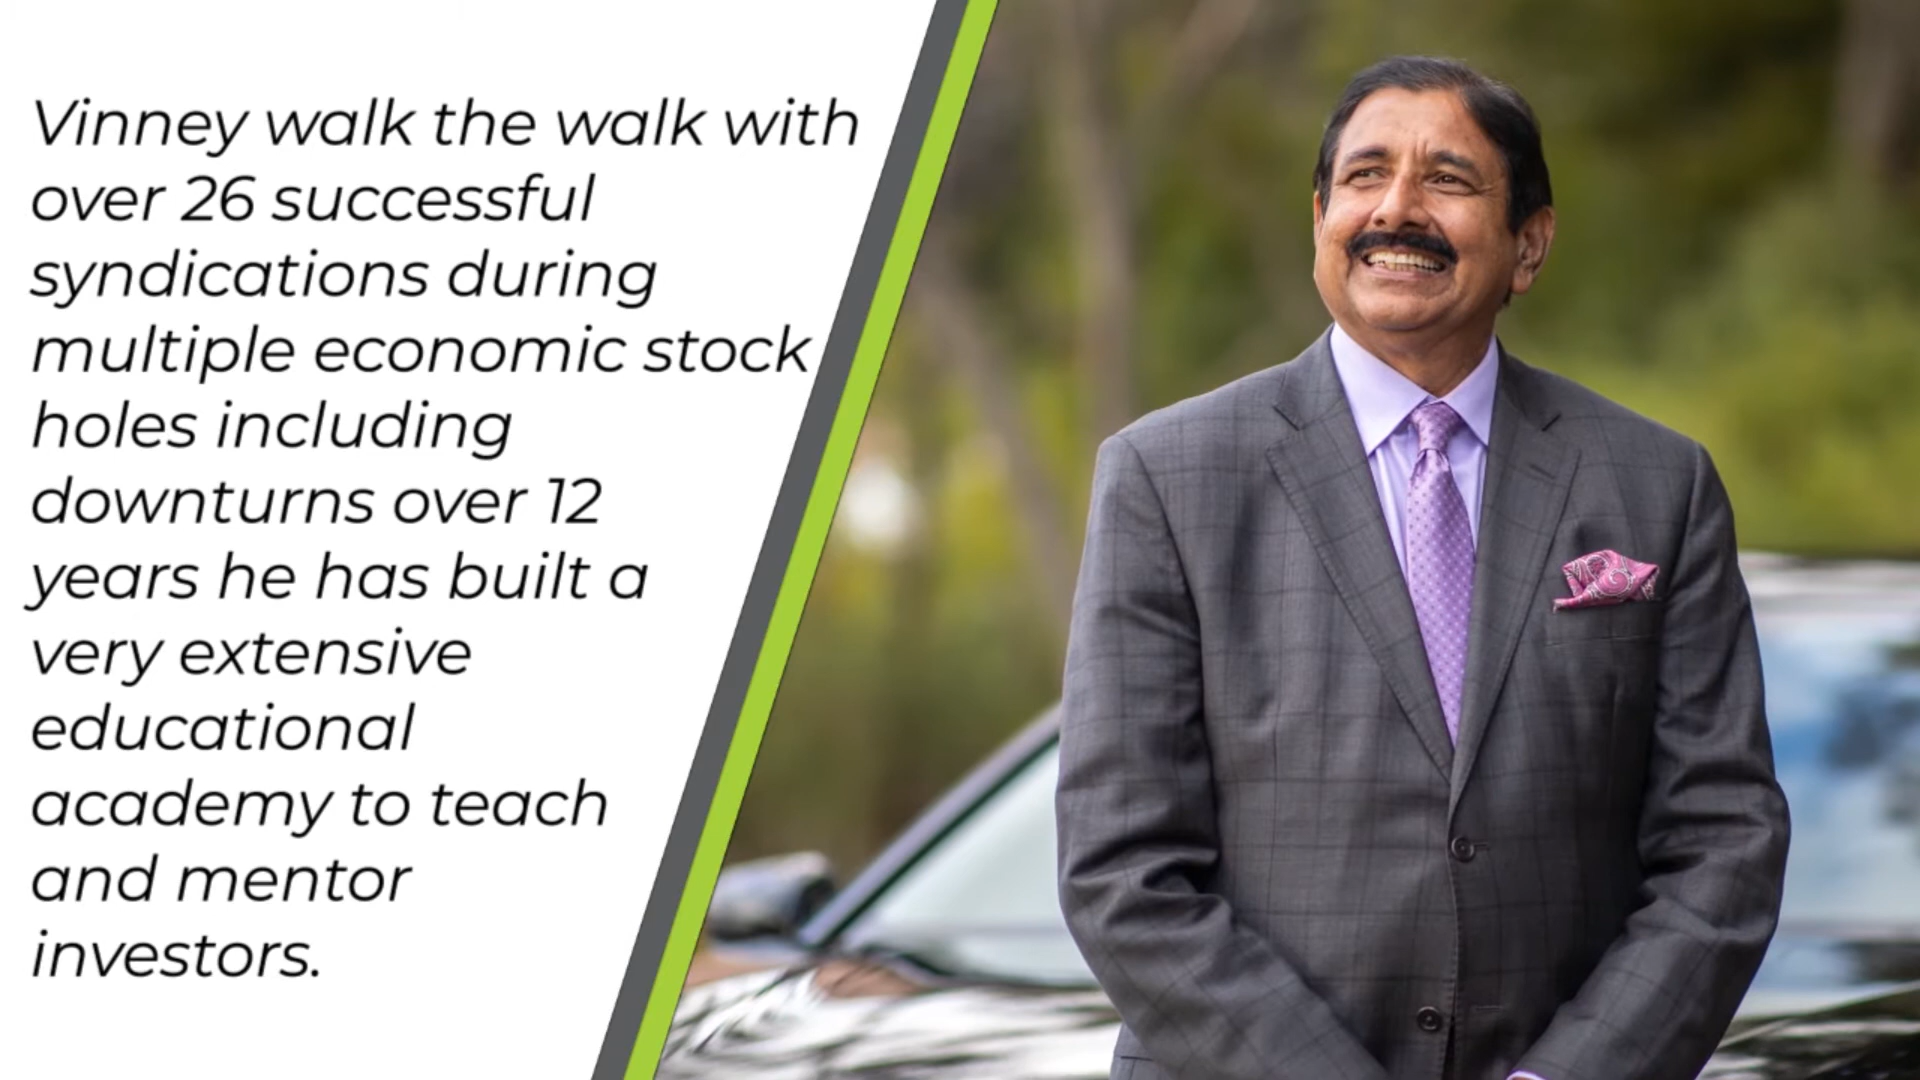 Vinney walk the walk with
over 26 successful
syndications during
multiple economic stock
holes including
downturns over 12
years he has built a
very extensive
educational
academy to teach
and mentor
investors.